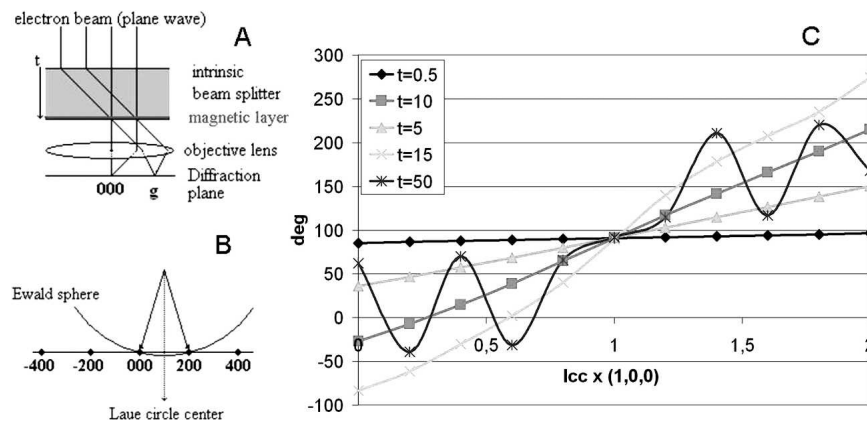 electron beam (plane wave)
A
t
intrinsic
beam splitter
magnetic layer
objective lens
Diffraction
plane
000
g
B
Ewald sphere
-400
-200
000
200
400
Laue circle center
C
300
250
200
150
100
50
0
-50
-100
deg
t=0.5
t=10
t=5
t=15
t=50
0
0,5
1
1,5
2
lcc x (1,0,0)